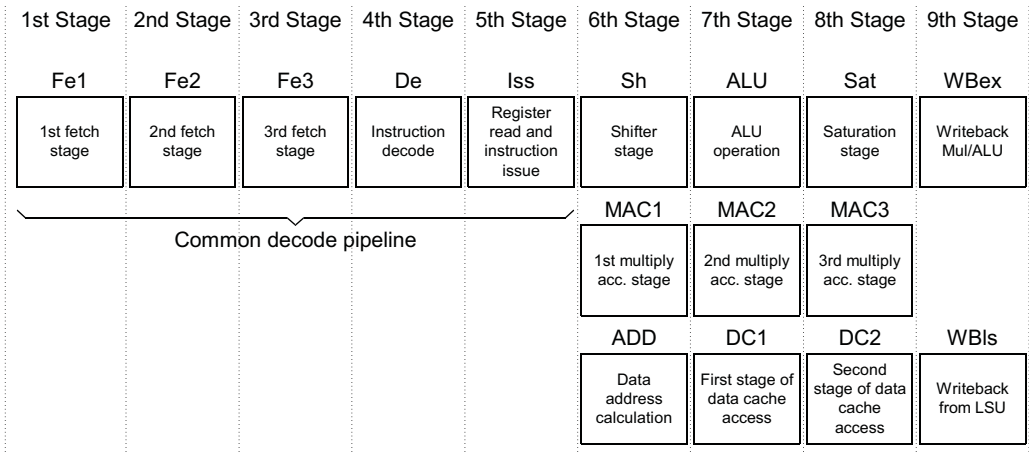 1st Stage 2nd Stage 3rd Stage 4th Stage 5th Stage 6th Stage 7th Stage 8th Stage 9th Stage
Fe1 Fe2 Fe3 De Iss Sh ALU Sat WBex
1st fetch
stage
2nd fetch
stage
3rd fetch
stage
Instruction
decode
Register
read and
instruction
issue
Shifter
stage
ALU
operation
Saturation
stage
Writeback
Mul/ALU
Common decode pipeline
MAC1 MAC2 MAC3
1st multiply
acc. stage
2nd multiply
acc. stage
3rd multiply
acc. stage
ADD DC1 DC2 WBls
Data
address
calculation
First stage of
data cache
access
Second
stage of data
cache
access
Writeback
from LSU